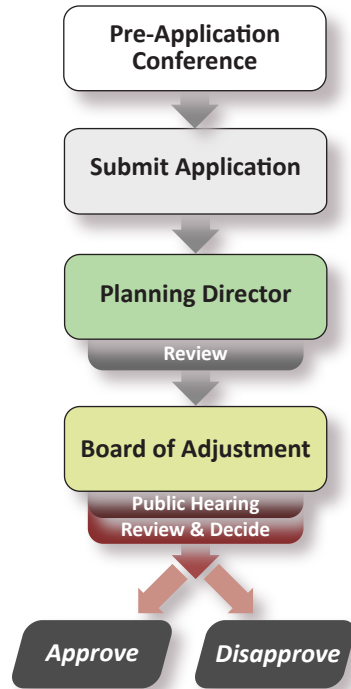 Pre-Application
Conference
Submit Application
Planning Director
Review
Board of Adjustment
Public Hearing
Review & Decide
Approve
Disapprove